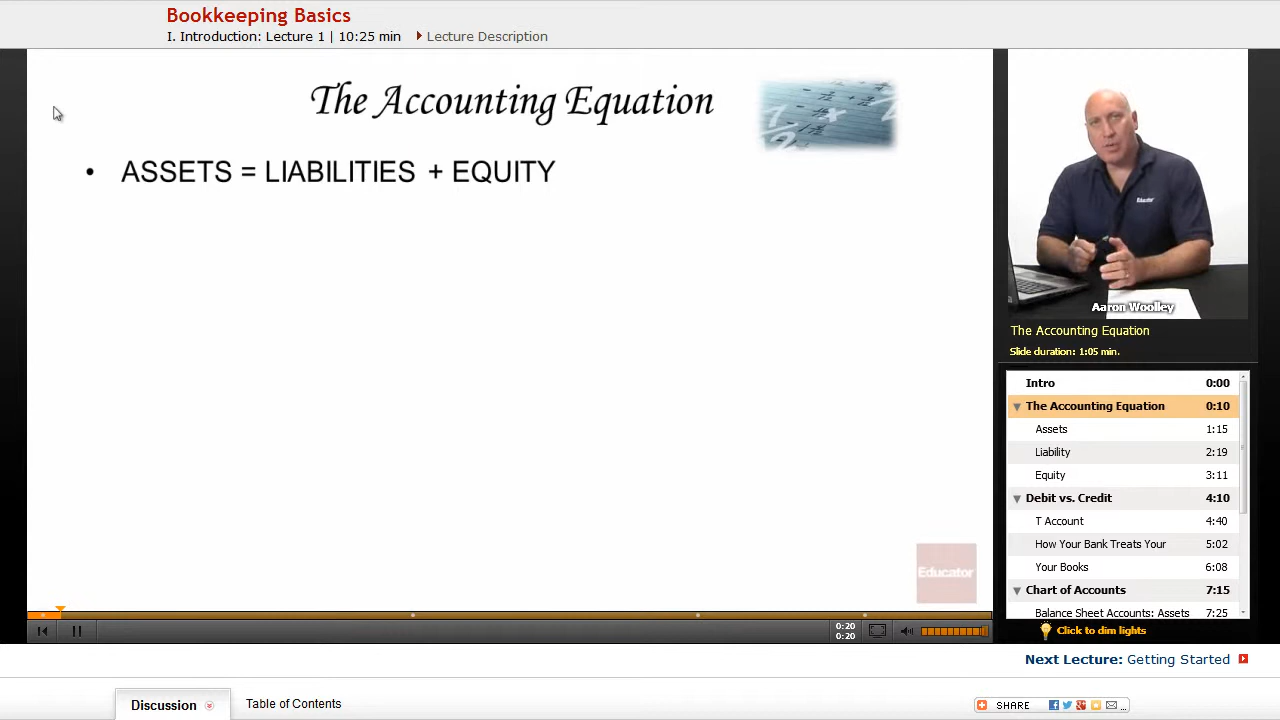 Bookkeeping Basics
I. Introduction: Lecture 1 | 10:25 min Lecture Description
The Accounting Equation
• ASSETS = LIABILITIES + EQUITY
Educator
Educator
Aaron Woolley
The Accounting Equation
Slide duration: 1:05 min.
Intro 0:00
The Accounting Equation 0:10
Assets 1:15
Liability 2:19
Equity 3:11
Debit vs. Credit 4:10
T Account 4:40
How Your Bank Treats Your 5:02
Your Books 6:08
Chart of Accounts 7:15
Balance Sheet Accounts: Assets 7:25
Click to dim lights
0:20
0:20
Next Lecture: Getting Started
Discussion
Table of Contents
SHARE